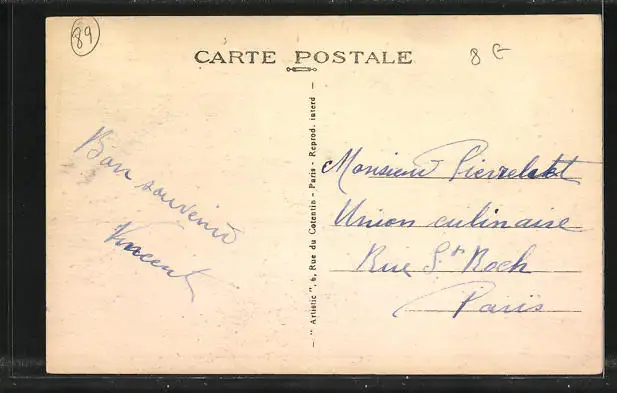 89
CARTE POSTALE
8 E
Bon souvenir
Vincent
— "Artistic", 6, Rue du Cotentin - Paris - Reprod. interd —
Monsieur
Union culinaire
Rue St Roch
Paris